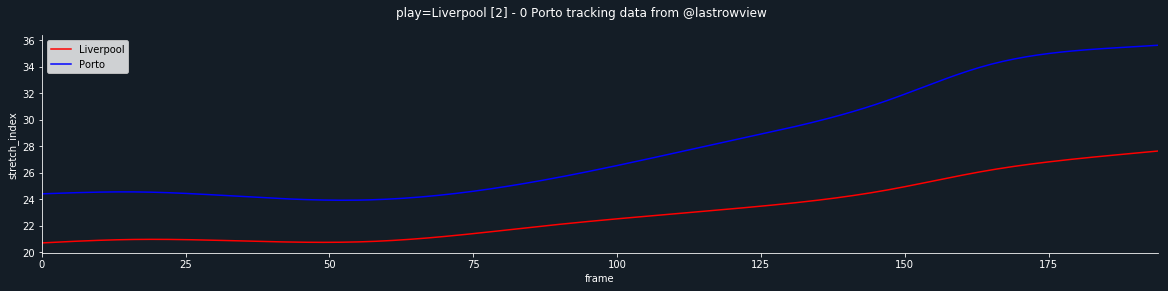 play=Liverpool [2] - 0 Porto tracking data from @lastrowview
Liverpool
Porto
stretch_index
36
34
32
30
28
26
24
22
20
0 25 50 75 100 125 150 175
frame